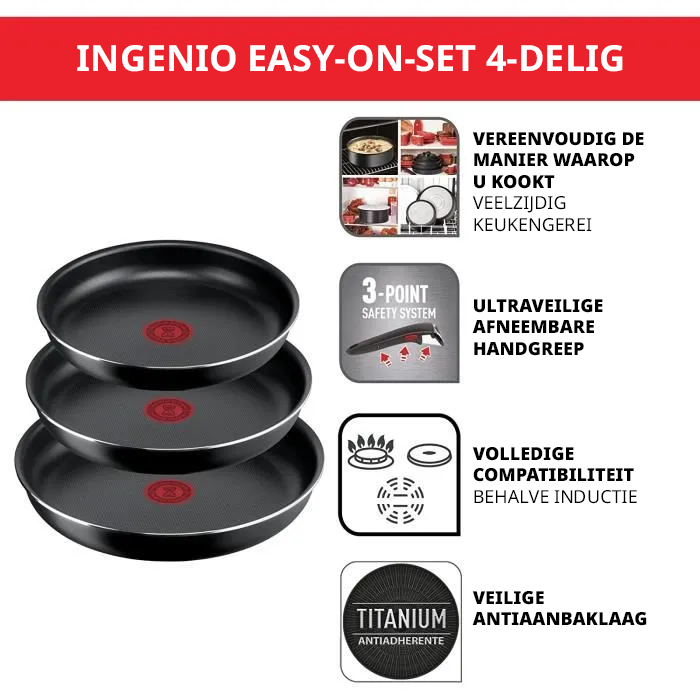 INGENIO EASY-ON-SET 4-DELIG
VEREENVOUDIG DE
MANIER WAAROP
U KOOKT
VEELZIJDIG
KEUKENGEREI
3-POINT
SAFETY SYSTEM
ULTRAVEILIGE
AFNEEMBARE
HANDGREEP
VOLLEDIGE
COMPATIBILITEIT
BEHALVE INDUCTIE
TITANIUM
ANTIADHERENTE
VEILIGE
ANTIAANBAKLAAG